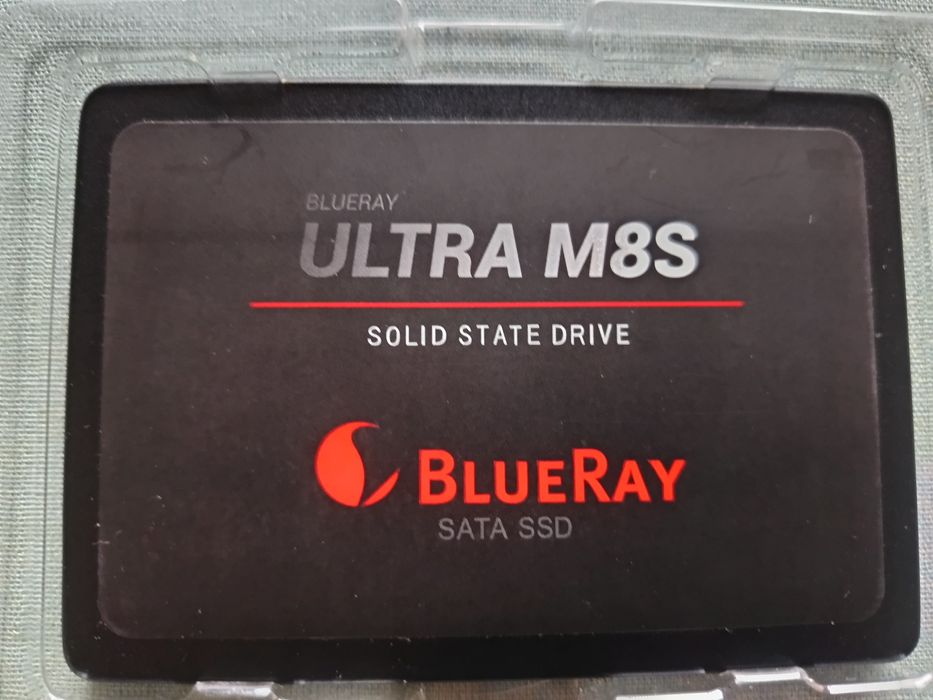 BLUERAY
ULTRA M8S
SOLID STATE DRIVE
BLUERAY
SATA SSD